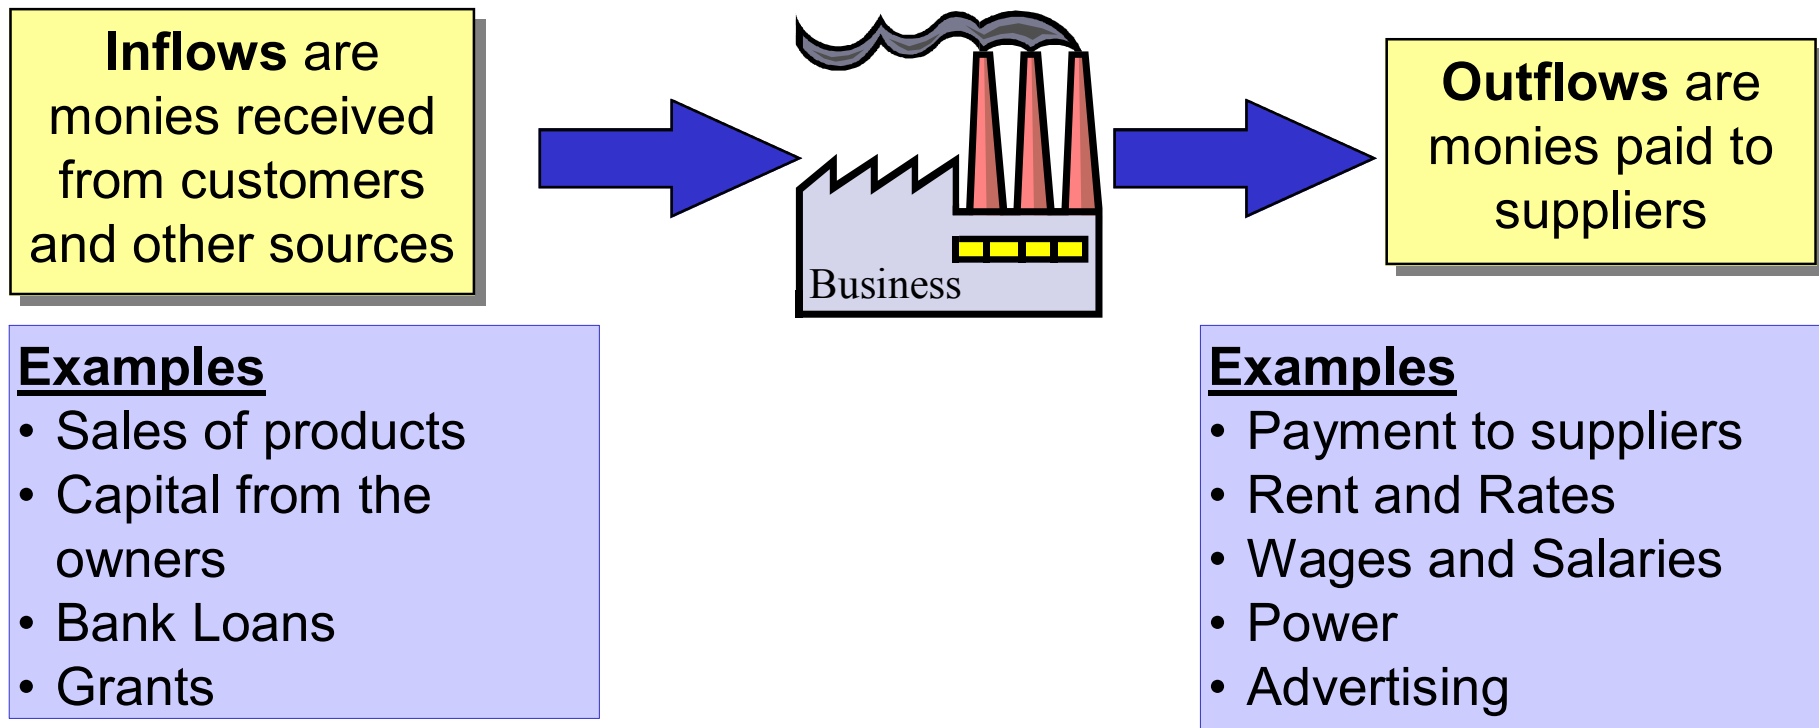 Inflows are
monies received
from customers
and other sources
Business
Outflows are
monies paid to
suppliers
Examples
• Sales of products
• Capital from the
owners
• Bank Loans
• Grants
Examples
• Payment to suppliers
• Rent and Rates
• Wages and Salaries
• Power
• Advertising